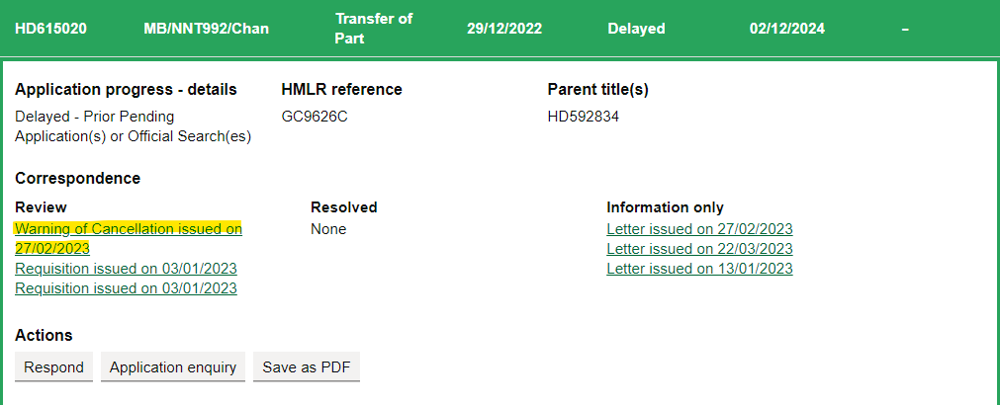 HD615020 MB/NNT992/Chan Transfer of Part 29/12/2022 Delayed 02/12/2024 –
Application progress - details HMLR reference Parent title(s)
Delayed - Prior Pending GC9626C HD592834
Application(s) or Official Search(es)
Correspondence
Review Resolved Information only
Warning of Cancellation issued on None Letter issued on 27/02/2023
27/02/2023 Letter issued on 22/03/2023
Requisition issued on 03/01/2023 Letter issued on 13/01/2023
Requisition issued on 03/01/2023
Actions
Respond Application enquiry Save as PDF